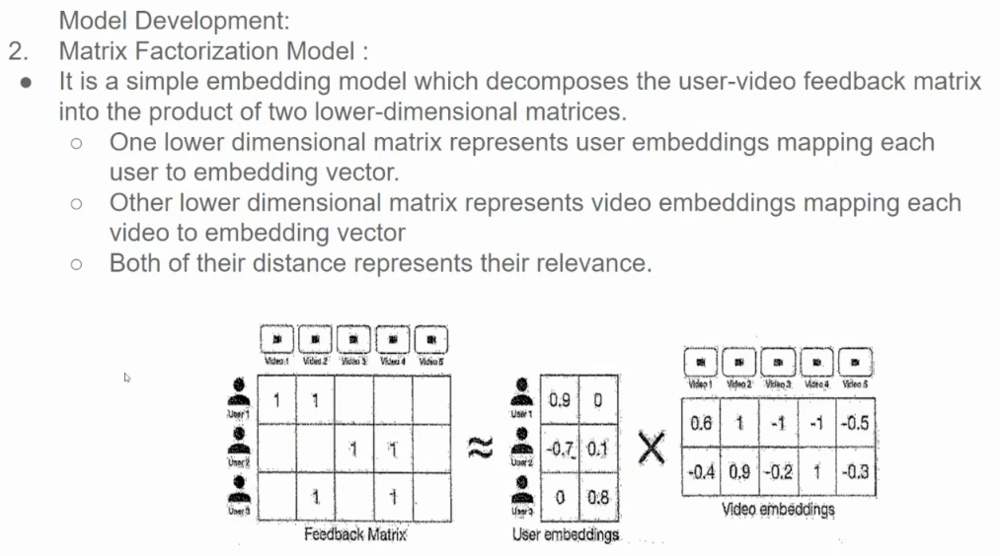 Model Development:
2. Matrix Factorization Model :
● It is a simple embedding model which decomposes the user-video feedback matrix
into the product of two lower-dimensional matrices.
○ One lower dimensional matrix represents user embeddings mapping each
user to embedding vector.
○ Other lower dimensional matrix represents video embeddings mapping each
video to embedding vector
○ Both of their distance represents their relevance.
Video 1 Video 2 Video 3 Video 4 Video 5
User 1 1 1
User 2 1 1
User 3 1 1
Feedback Matrix
≈
User 1 0.9 0
User 2 -0.7 0.1
User 3 0 0.8
User embeddings
×
Video 1 Video 2 Video 3 Video 4 Video 5
0.6 1 -1 -1 -0.5
-0.4 0.9 -0.2 1 -0.3
Video embeddings